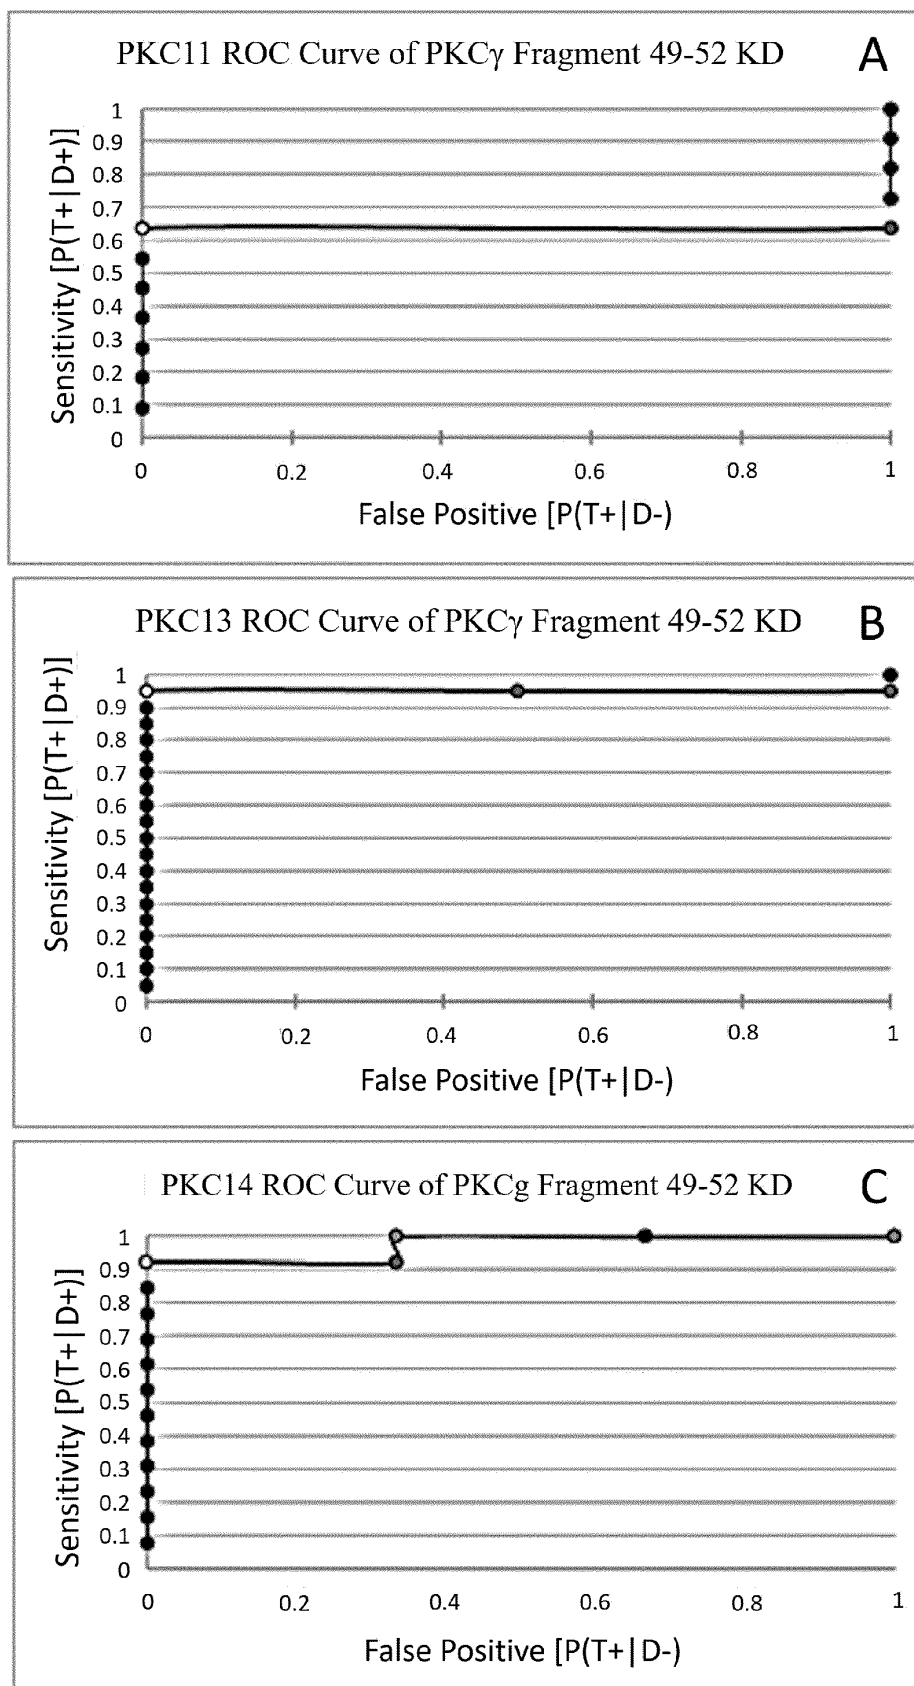 PKC11 ROC Curve of PKCγ Fragment 49-52 KD
A
Sensitivity [P(T+|D+)]
1
0.9
0.8
0.7
0.6
0.5
0.4
0.3
0.2
0.1
0
0 0.2 0.4 0.6 0.8 1
False Positive [P(T+|D-)
PKC13 ROC Curve of PKCγ Fragment 49-52 KD
B
Sensitivity [P(T+|D+)]
1
0.9
0.8
0.7
0.6
0.5
0.4
0.3
0.2
0.1
0
0 0.2 0.4 0.6 0.8 1
False Positive [P(T+|D-)
PKC14 ROC Curve of PKCg Fragment 49-52 KD
C
Sensitivity [P(T+|D+)]
1
0.9
0.8
0.7
0.6
0.5
0.4
0.3
0.2
0.1
0
0 0.2 0.4 0.6 0.8 1
False Positive [P(T+|D-)